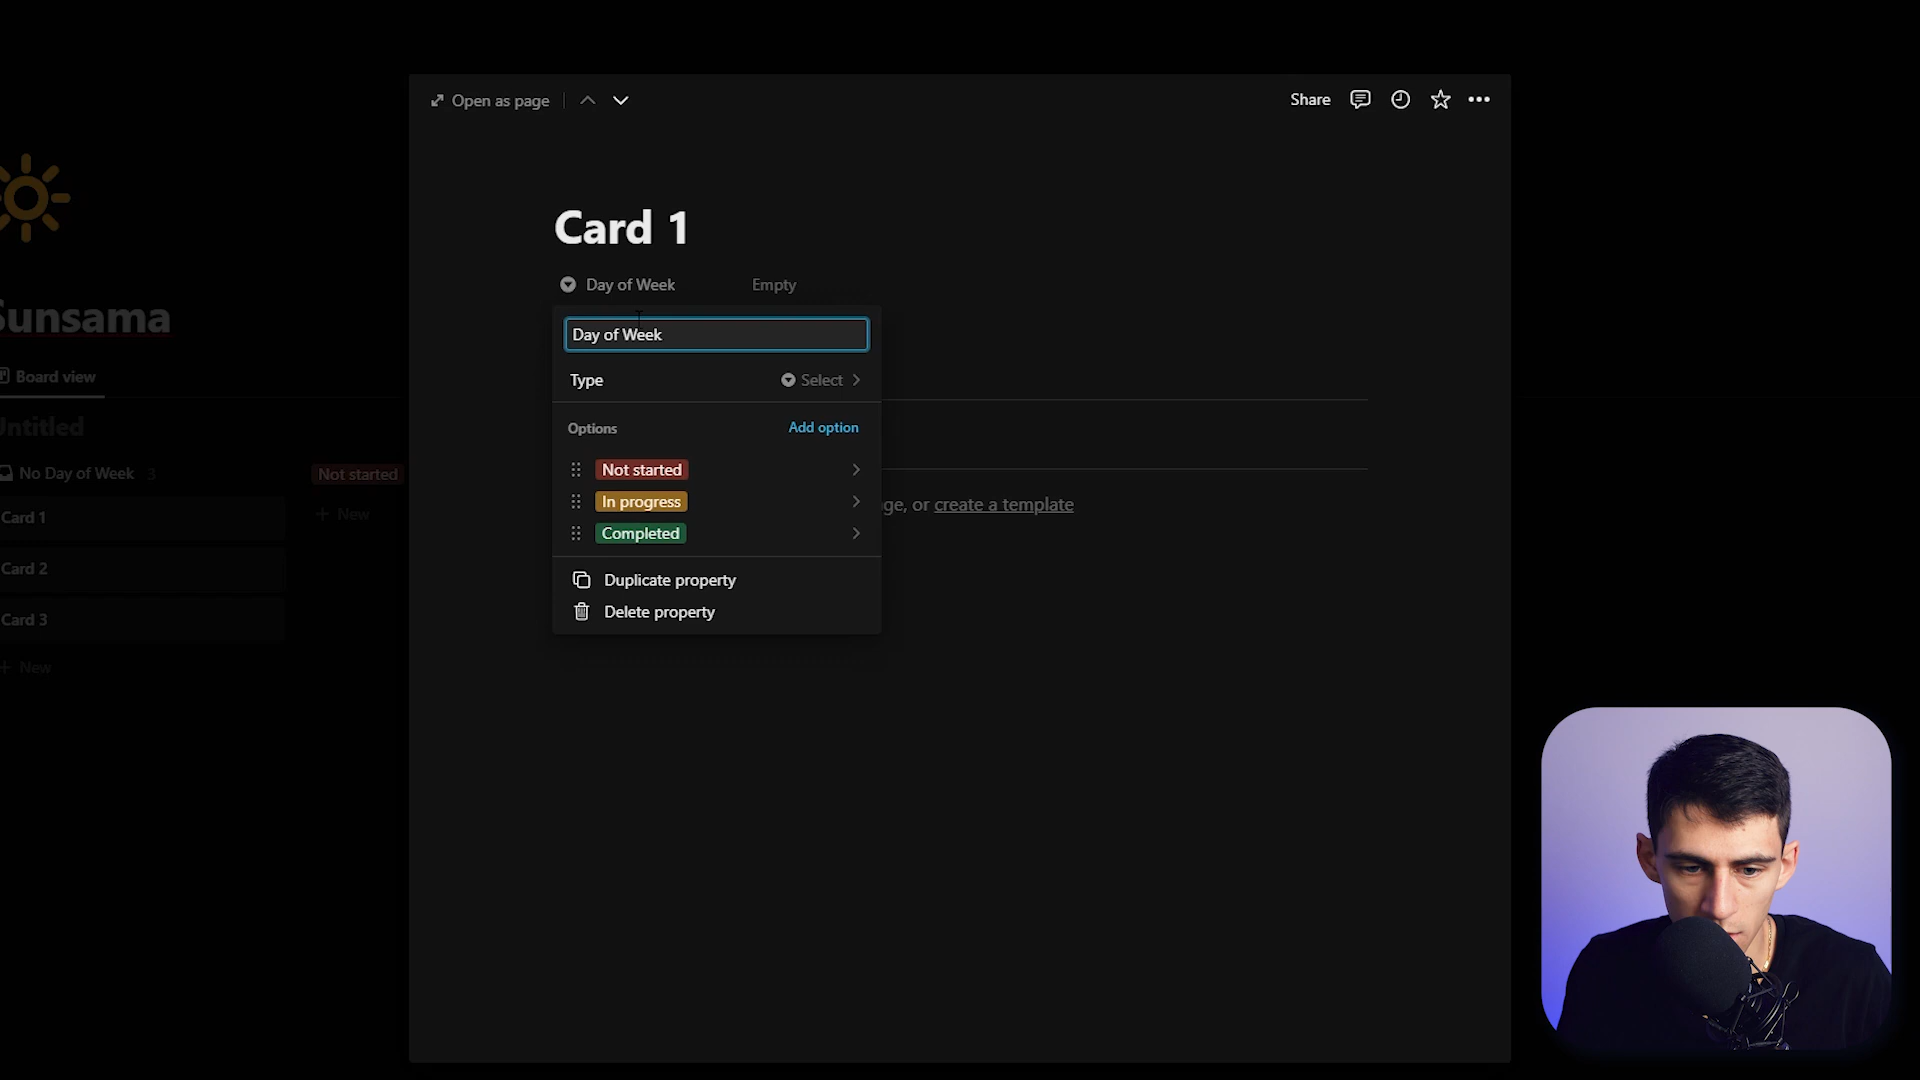 Open as page
Share
Card 1
Day of Week
Empty
Day of Week
Type
Select
Options
Add option
Not started
In progress
Completed
Duplicate property
Delete property
ge, or create a template
Sunsama
Board view
Untitled
No Day of Week 3
Not started
Card 1
+ New
Card 2
Card 3
+ New